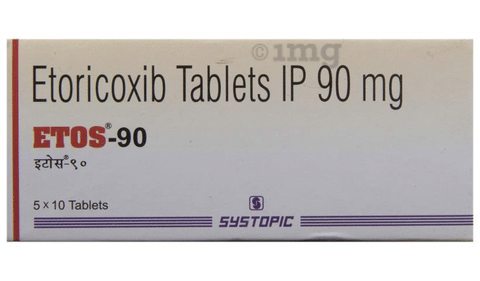 ©1mg
Etoricoxib Tablets IP 90 mg
ETOS®-90
इटोस®-९०
5 x 10 Tablets
S
SYSTOPIC